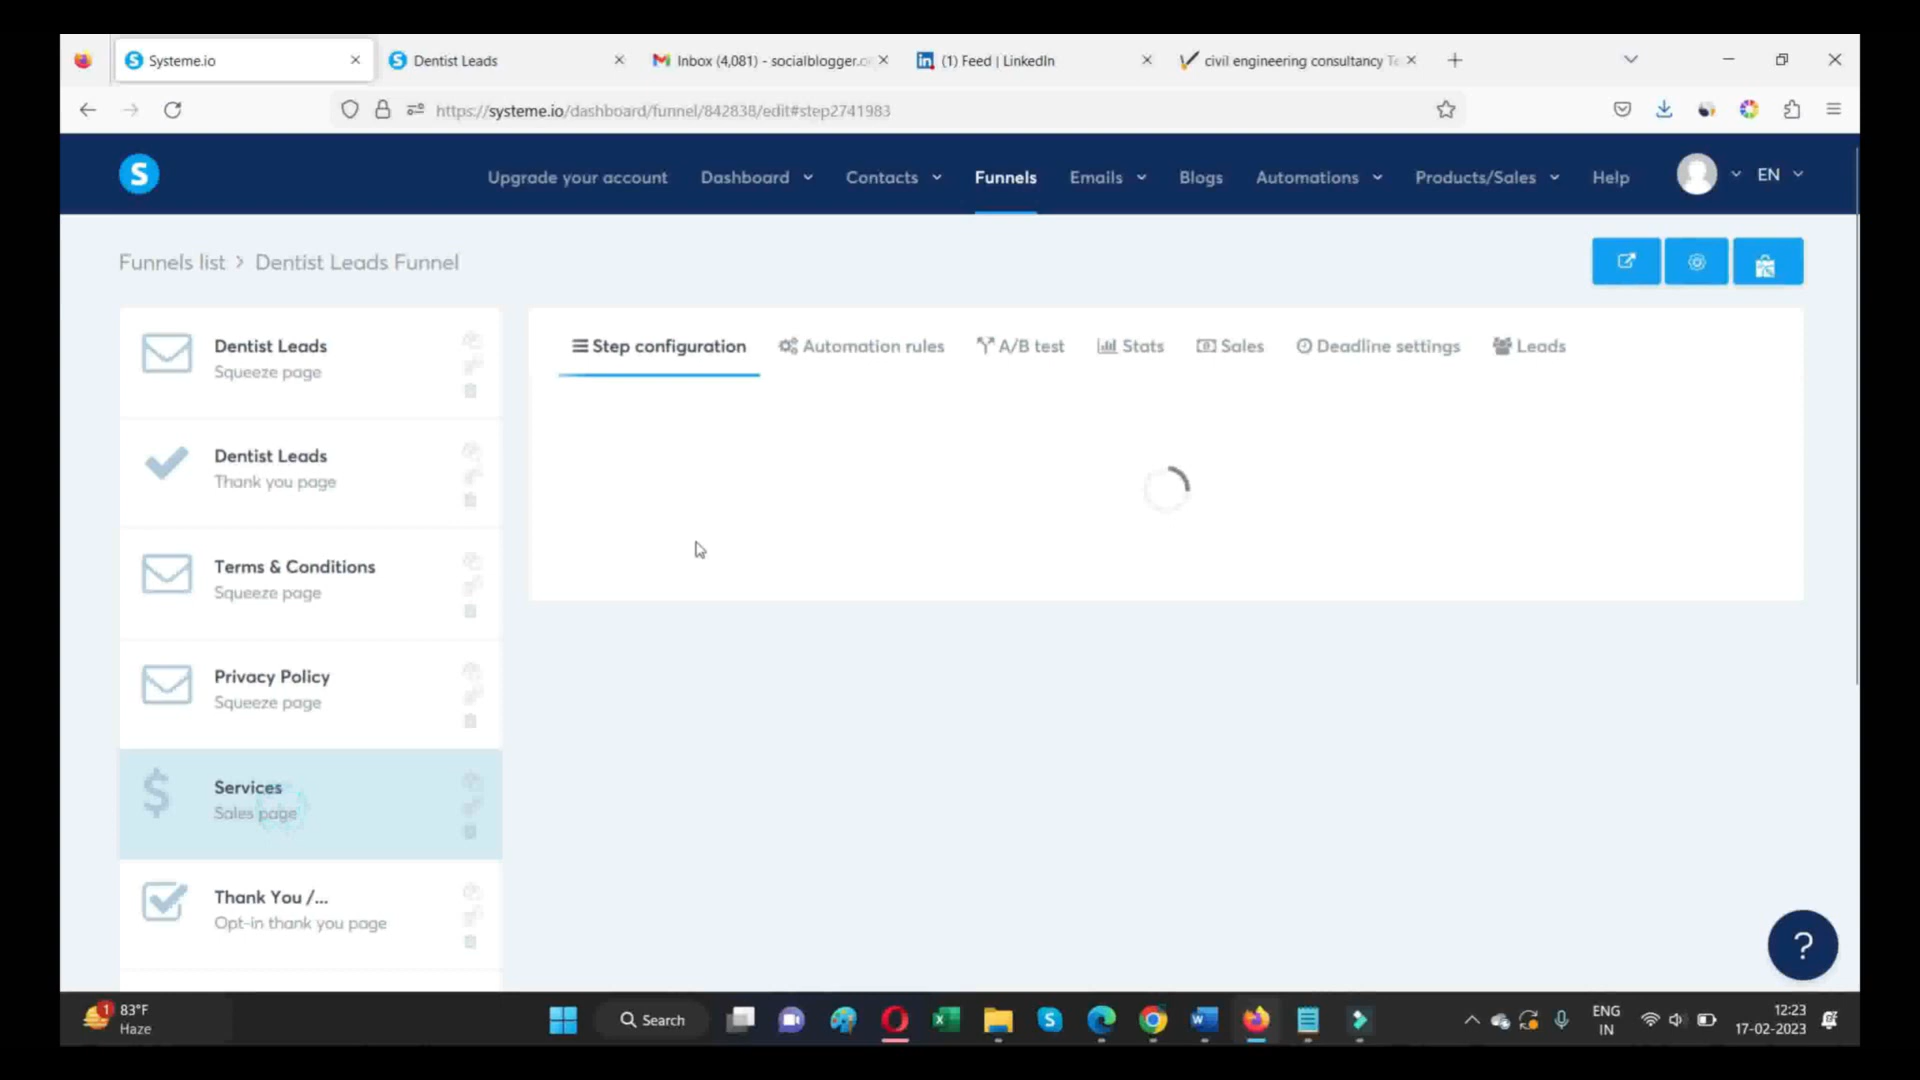 Systeme.io
Dentist Leads
Inbox (4,081) - socialblogger.o
(1) Feed | LinkedIn
civil engineering consultancy Te
https://systeme.io/dashboard/funnel/842838/edit#step2741983
S
Upgrade your account
Dashboard
Contacts
Funnels
Emails
Blogs
Automations
Products/Sales
Help
EN
Funnels list > Dentist Leads Funnel
Dentist Leads
Squeeze page
Dentist Leads
Thank you page
Terms & Conditions
Squeeze page
Privacy Policy
Squeeze page
Services
Sales page
Thank You /...
Opt-in thank you page
Step configuration
Automation rules
A/B test
Stats
Sales
Deadline settings
Leads
?
1
83°F
Haze
Search
ENG
IN
12:23
17-02-2023